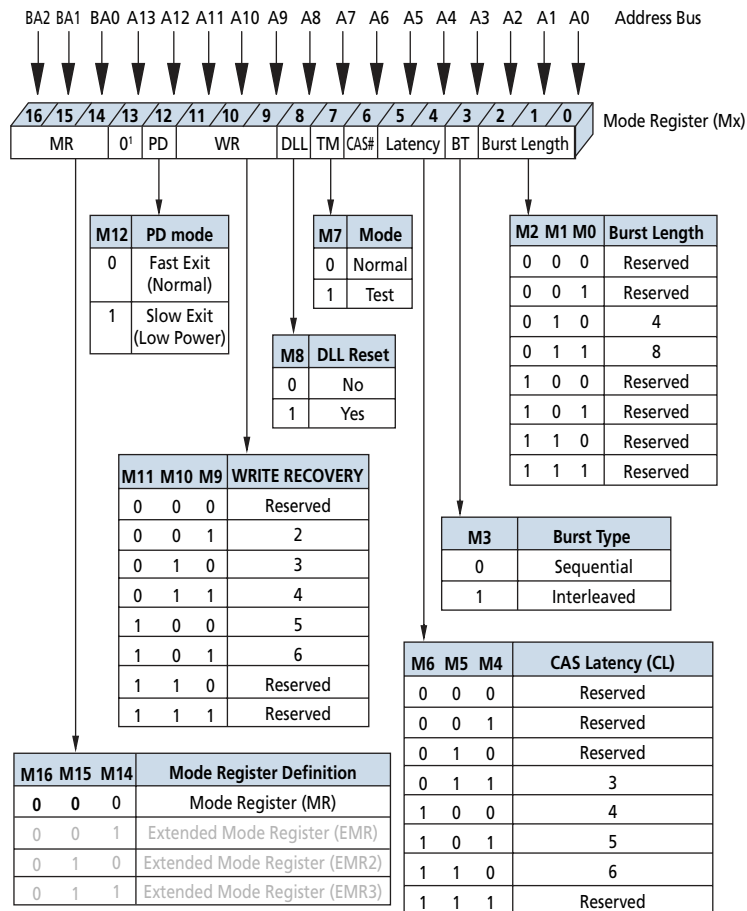 BA2 BA1 BA0 A13 A12 A11 A10 A9 A8 A7 A6 A5 A4 A3 A2 A1 A0 Address Bus
16 15 14 13 12 11 10 9 8 7 6 5 4 3 2 1 0 Mode Register (Mx)
MR 0¹ PD WR DLL TM CAS# Latency BT Burst Length
M12 PD mode
0 Fast Exit
(Normal)
1 Slow Exit
(Low Power)
M7 Mode
0 Normal
1 Test
M2 M1 M0 Burst Length
0 0 0 Reserved
0 0 1 Reserved
0 1 0 4
0 1 1 8
1 0 0 Reserved
1 0 1 Reserved
1 1 0 Reserved
1 1 1 Reserved
M8 DLL Reset
0 No
1 Yes
M11 M10 M9 WRITE RECOVERY
0 0 0 Reserved
0 0 1 2
0 1 0 3
0 1 1 4
1 0 0 5
1 0 1 6
1 1 0 Reserved
1 1 1 Reserved
M3 Burst Type
0 Sequential
1 Interleaved
M6 M5 M4 CAS Latency (CL)
0 0 0 Reserved
0 0 1 Reserved
0 1 0 Reserved
0 1 1 3
1 0 0 4
1 0 1 5
1 1 0 6
1 1 1 Reserved
M16 M15 M14 Mode Register Definition
0 0 0 Mode Register (MR)
0 0 1 Extended Mode Register (EMR)
0 1 0 Extended Mode Register (EMR2)
0 1 1 Extended Mode Register (EMR3)